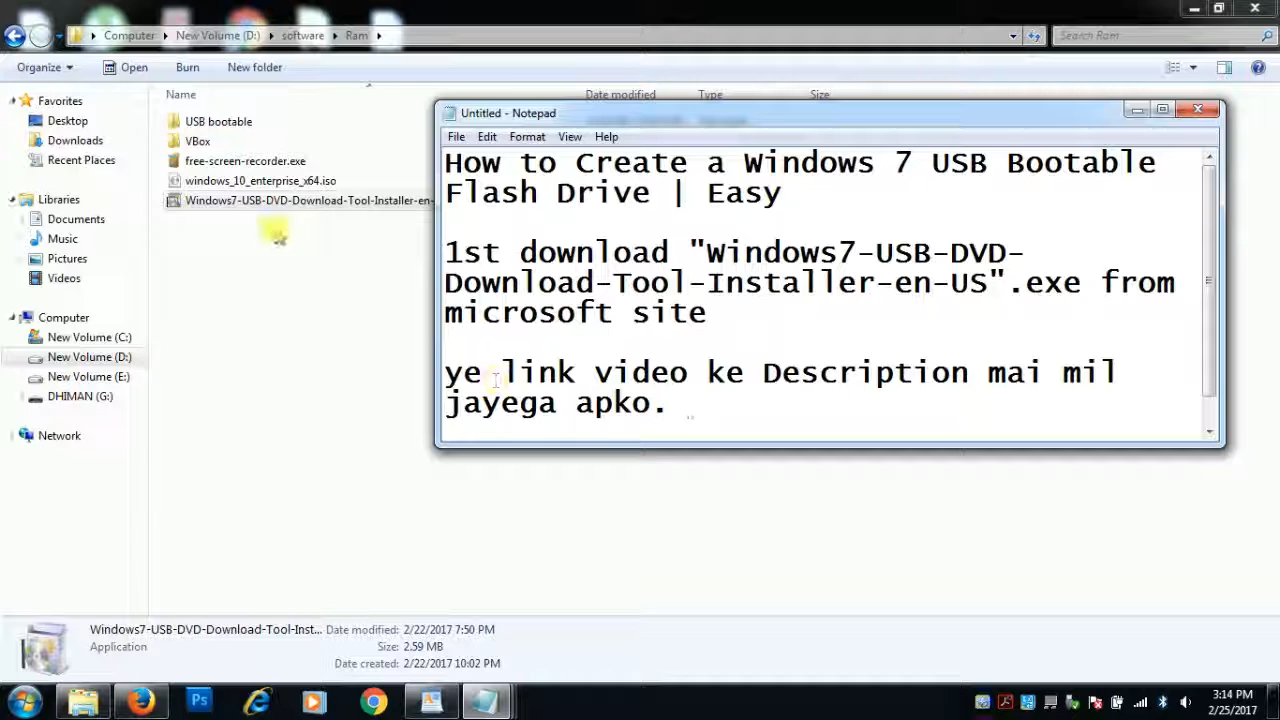 Computer New Volume (D:) software Ram
Search Ram
Organize Open Burn New folder
Name Date modified Type Size
Favorites
Desktop
Downloads
Recent Places
Libraries
Documents
Music
Pictures
Videos
Computer
New Volume (C:)
New Volume (D:)
New Volume (E:)
DHIMAN (G:)
Network
USB bootable
VBox
free-screen-recorder.exe
windows_10_enterprise_x64.iso
Windows7-USB-DVD-Download-Tool-Installer-en-
Untitled - Notepad
File Edit Format View Help
How to Create a Windows 7 USB Bootable
Flash Drive | Easy
1st download "Windows7-USB-DVD-
Download-Tool-Installer-en-US".exe from
microsoft site
ye link video ke Description mai mil
jayega apko.
Windows7-USB-DVD-Download-Tool-Inst... Date modified: 2/22/2017 7:50 PM
Application Size: 2.59 MB
Date created: 2/22/2017 10:02 PM
Ps
3:14 PM
2/25/2017